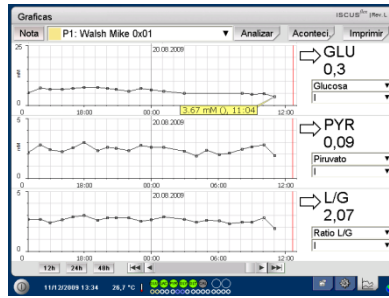 Graficas
ISCUS
Nota P1: Walsh Mike 0x01 Analizar Aconteci. Imprimir
25 20.08.2009
mM
0 18:00 00:00 06:00 12:00
3.67 mM (), 11:04
GLU
0,3
Glucosa
I
5 20.08.2009
0 18:00 00:00 06:00 12:00
PYR
0,09
Piruvato
I
5 20.08.2009
0 18:00 00:00 06:00 12:00
L/G
2,07
Ratio L/G
I
12h 24h 48h
11/12/2009 13:34 26,7 °C